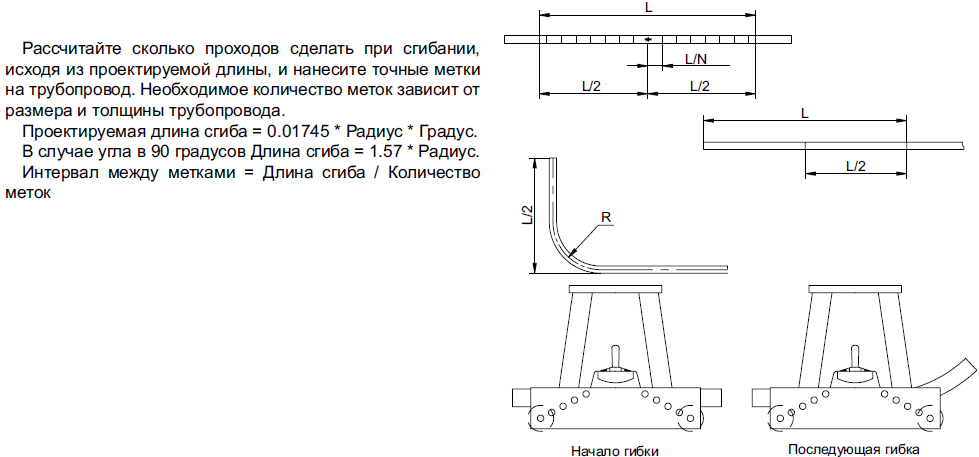 Рассчитайте сколько проходов сделать при сгибании,
исходя из проектируемой длины, и нанесите точные метки
на трубопровод. Необходимое количество меток зависит от
размера и толщины трубопровода.
Проектируемая длина сгиба = 0.01745 * Радиус * Градус.
В случае угла в 90 градусов Длина сгиба = 1.57 * Радиус.
Интервал между метками = Длина сгиба / Количество
меток
L
L/N
L/2
L/2
L
L/2
L/2
R
Начало гибки
Последующая гибка